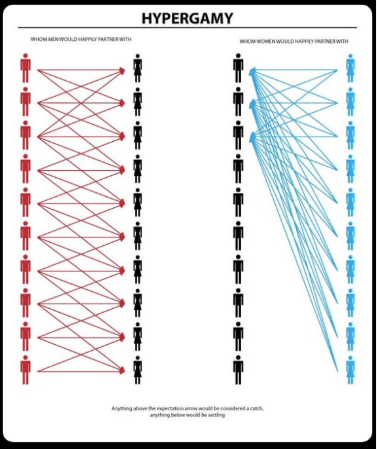 HYPERGAMY
WHOM MEN WOULD HAPPILY PARTNER WITH
WHOM WOMEN WOULD HAPPILY PARTNER WITH
Anything above the expectation arrow would be considered a catch,
anything below would be settling